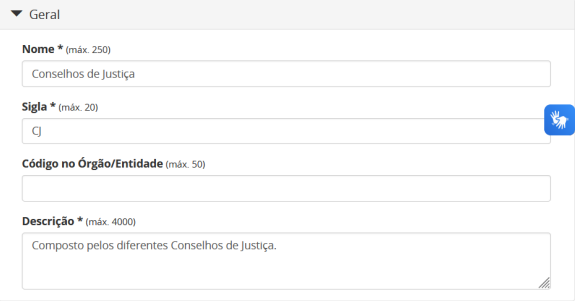 Geral
Nome * (máx. 250)
Conselhos de Justiça
Sigla * (máx. 20)
CJ
Código no Órgão/Entidade (máx. 50)
Descrição * (máx. 4000)
Composto pelos diferentes Conselhos de Justiça.